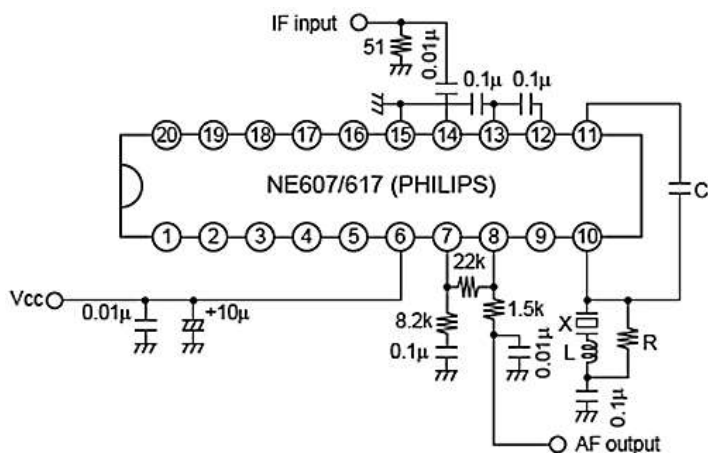 IF input
51
0.01μ
0.1μ
0.1μ
20 19 18 17 16 15 14 13 12 11
NE607/617 (PHILIPS)
C
1 2 3 4 5 6 7 8 9 10
22k
Vcc
0.01μ
+10μ
8.2k
1.5k
X
0.1μ
0.01μ
L
R
0.1μ
AF output